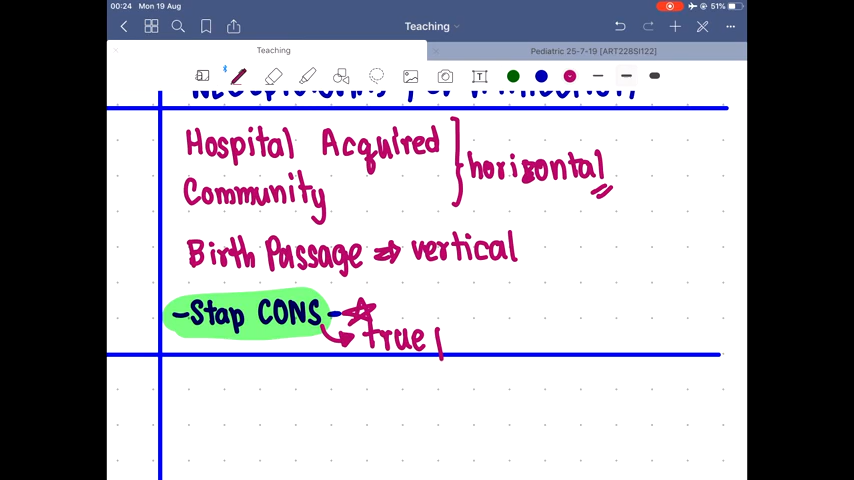 00:24 Mon 19 Aug 51%
Teaching
Teaching Pediatric 25-7-19 [ART228SI122]
Hospital Acquired
horizontal
Community
Birth Passage ⇒ vertical
-Stap CONS - ☆
→ true